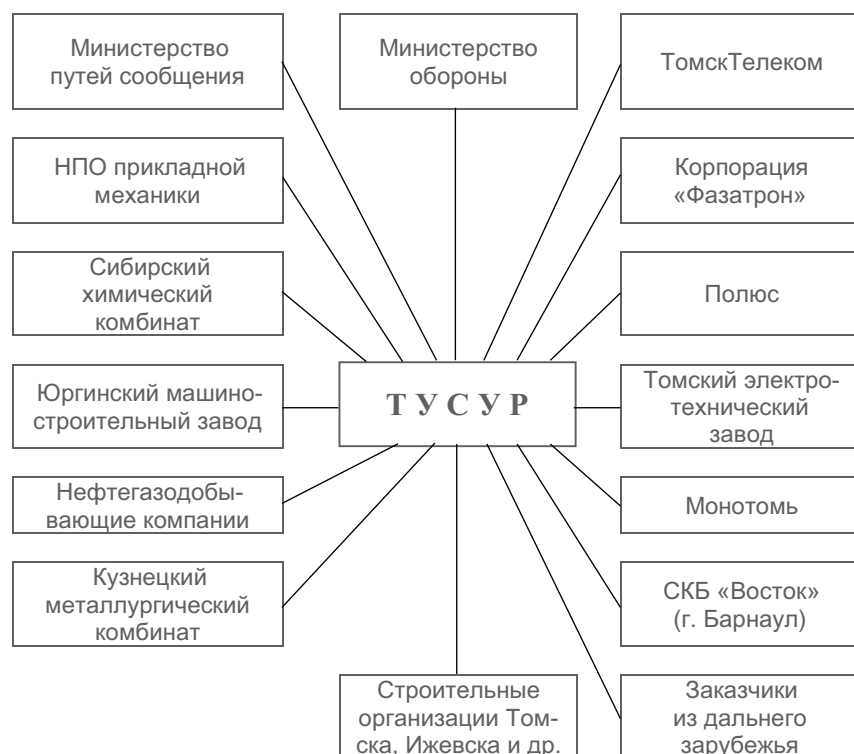 Министерство
путей сообщения
Министерство
обороны
ТомскТелеком
НПО прикладной
механики
Корпорация
«Фазатрон»
Сибирский
химический
комбинат
Полюс
Юргинский машино-
строительный завод
ТУСУР
Томский электро-
технический
завод
Нефтегазодобы-
вающие компании
Монотомь
Кузнецкий
металлургический
комбинат
СКБ «Восток»
(г. Барнаул)
Строительные
организации Том-
ска, Ижевска и др.
Заказчики
из дальнего
зарубежья